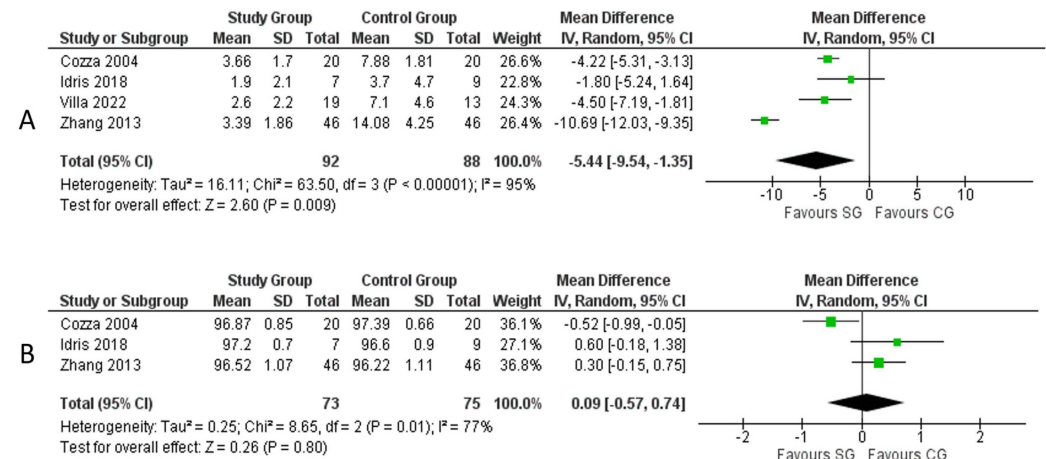 A
Study Group Control Group Mean Difference Mean Difference
Study or Subgroup Mean SD Total Mean SD Total Weight IV, Random, 95% CI IV, Random, 95% CI
Cozza 2004 3.66 1.7 20 7.88 1.81 20 26.6% -4.22 [-5.31, -3.13]
Idris 2018 1.9 2.1 7 3.7 4.7 9 22.8% -1.80 [-5.24, 1.64]
Villa 2022 2.6 2.2 19 7.1 4.6 13 24.3% -4.50 [-7.19, -1.81]
Zhang 2013 3.39 1.86 46 14.08 4.25 46 26.4% -10.69 [-12.03, -9.35]
Total (95% CI) 92 88 100.0% -5.44 [-9.54, -1.35]
Heterogeneity: Tau² = 16.11; Chi² = 63.50, df = 3 (P < 0.00001); I² = 95%
Test for overall effect: Z = 2.60 (P = 0.009)
-10 -5 0 5 10
Favours SG Favours CG
B
Study Group Control Group Mean Difference Mean Difference
Study or Subgroup Mean SD Total Mean SD Total Weight IV, Random, 95% CI IV, Random, 95% CI
Cozza 2004 96.87 0.85 20 97.39 0.66 20 36.1% -0.52 [-0.99, -0.05]
Idris 2018 97.2 0.7 7 96.6 0.9 9 27.1% 0.60 [-0.18, 1.38]
Zhang 2013 96.52 1.07 46 96.22 1.11 46 36.8% 0.30 [-0.15, 0.75]
Total (95% CI) 73 75 100.0% 0.09 [-0.57, 0.74]
Heterogeneity: Tau² = 0.25; Chi² = 8.65, df = 2 (P = 0.01); I² = 77%
Test for overall effect: Z = 0.26 (P = 0.80)
-2 -1 0 1 2
Favours SG Favours CG